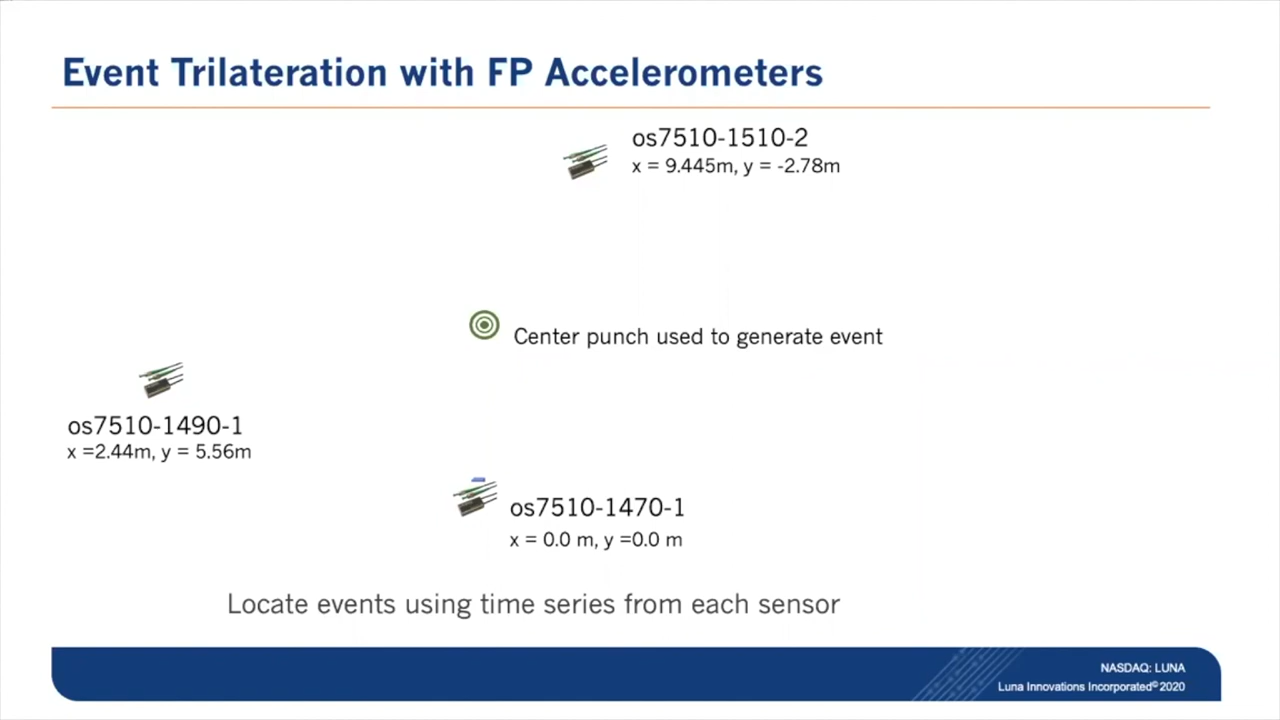 Event Trilateration with FP Accelerometers
os7510-1510-2
x = 9.445m, y = -2.78m
Center punch used to generate event
os7510-1490-1
x =2.44m, y = 5.56m
os7510-1470-1
x = 0.0 m, y =0.0 m
Locate events using time series from each sensor
NASDAQ: LUNA
Luna Innovations Incorporated© 2020